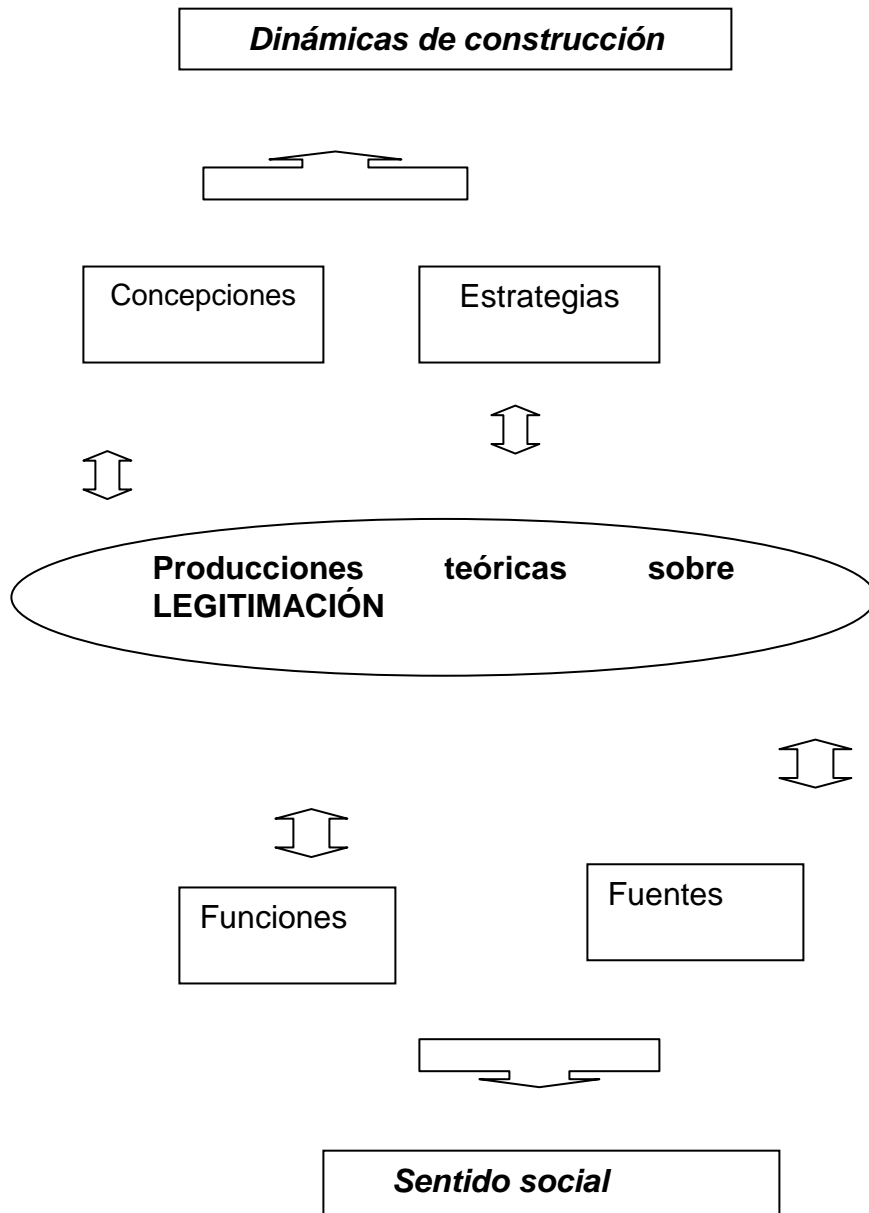 Dinámicas de construcción
Concepciones
Estrategias
Producciones teóricas sobre
LEGITIMACIÓN
Funciones
Fuentes
Sentido social